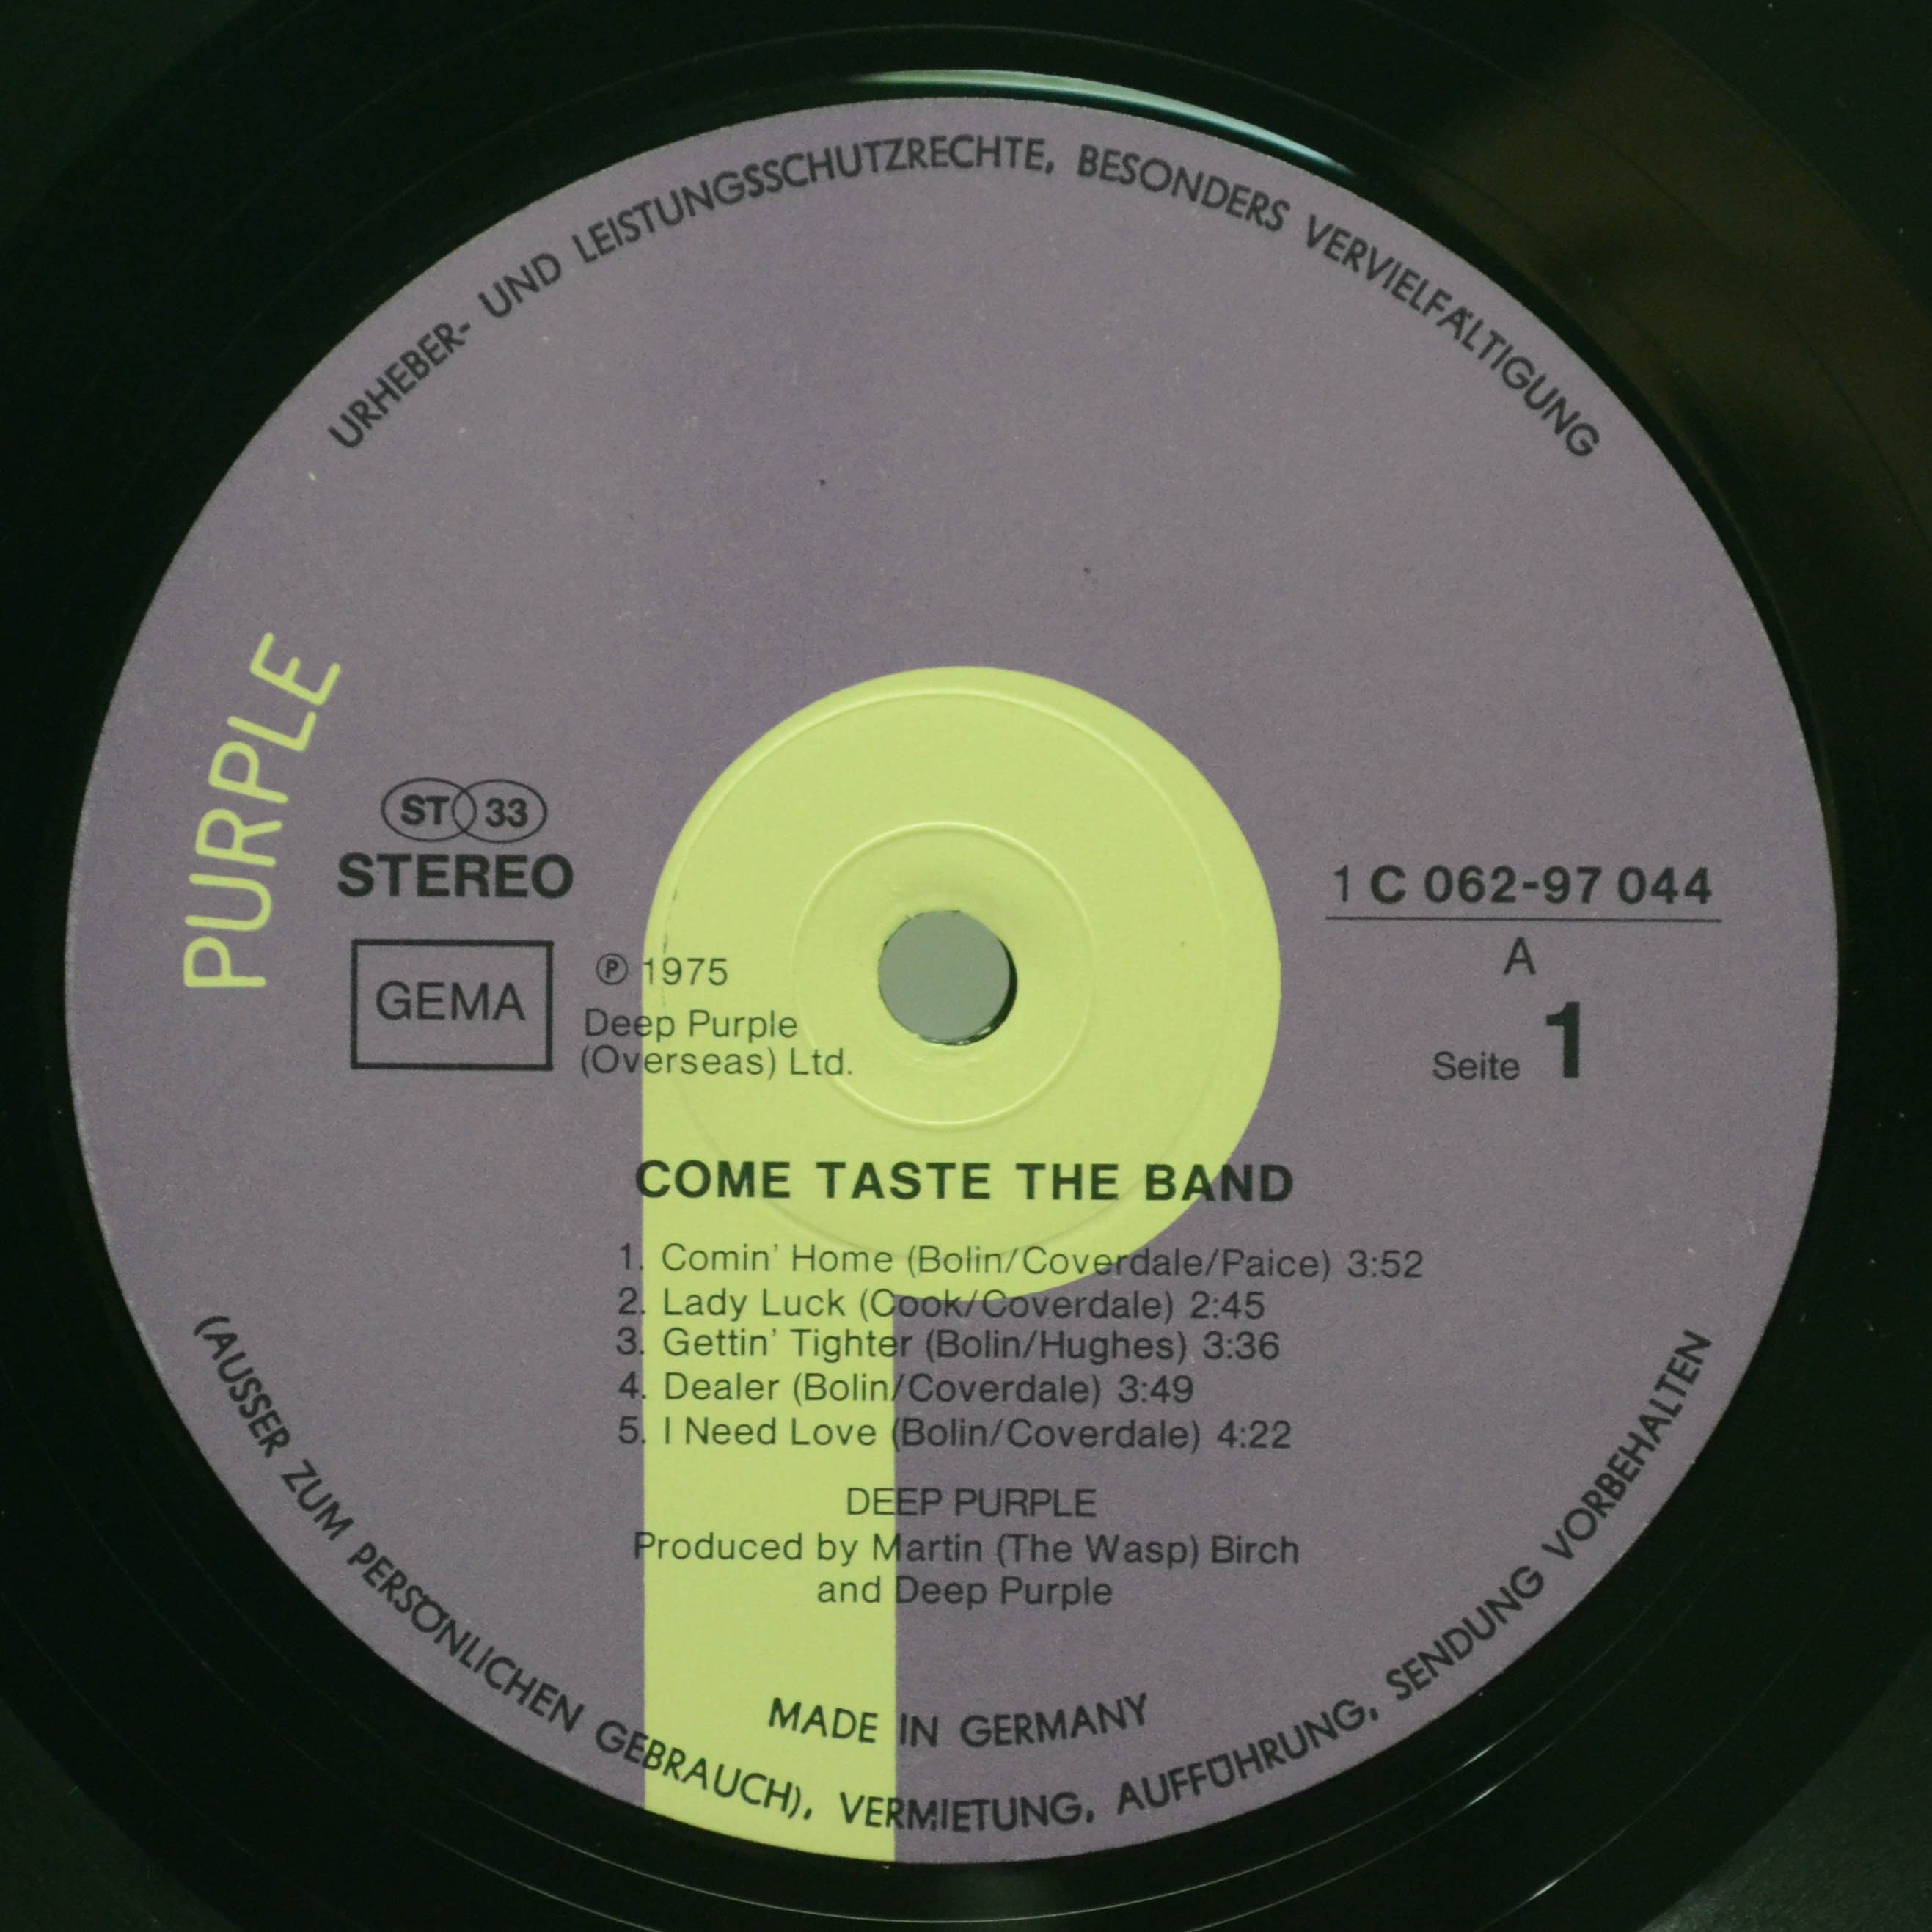 URHEBER- UND LEISTUNGSSCHUTZRECHTE, BESONDERS VERVIELFÄLTIGUNG
PURPLE
ST 33
STEREO
GEMA
℗ 1975
Deep Purple
(Overseas) Ltd.
1 C 062-97 044
A
Seite 1
COME TASTE THE BAND
1. Comin' Home (Bolin/Coverdale/Paice) 3:52
2. Lady Luck (Cook/Coverdale) 2:45
3. Gettin' Tighter (Bolin/Hughes) 3:36
4. Dealer (Bolin/Coverdale) 3:49
5. I Need Love (Bolin/Coverdale) 4:22
DEEP PURPLE
Produced by Martin (The Wasp) Birch
and Deep Purple
MADE IN GERMANY
(AUSSER ZUM PERSÖNLICHEN GEBRAUCH), VERMIETUNG, AUFFÜHRUNG, SENDUNG VORBEHALTEN